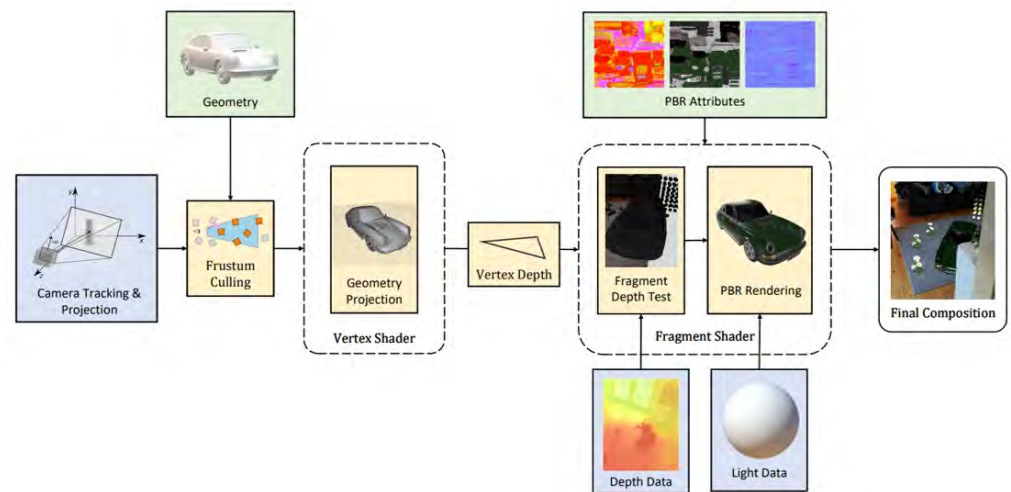 Geometry
PBR Attributes
y
x
z
Camera Tracking &
Projection
Frustum
Culling
Geometry
Projection
Vertex Shader
Vertex Depth
Fragment
Depth Test
PBR Rendering
Fragment Shader
Final Composition
Depth Data
Light Data